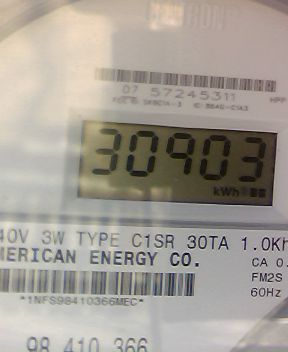 07 57245311
30903
kWh
40V 3W TYPE C1SR 30TA 1.0Kh
MERICAN ENERGY CO.
CA 0.
FM2S
60Hz
*1NFS98410366MEC*
98 410 366